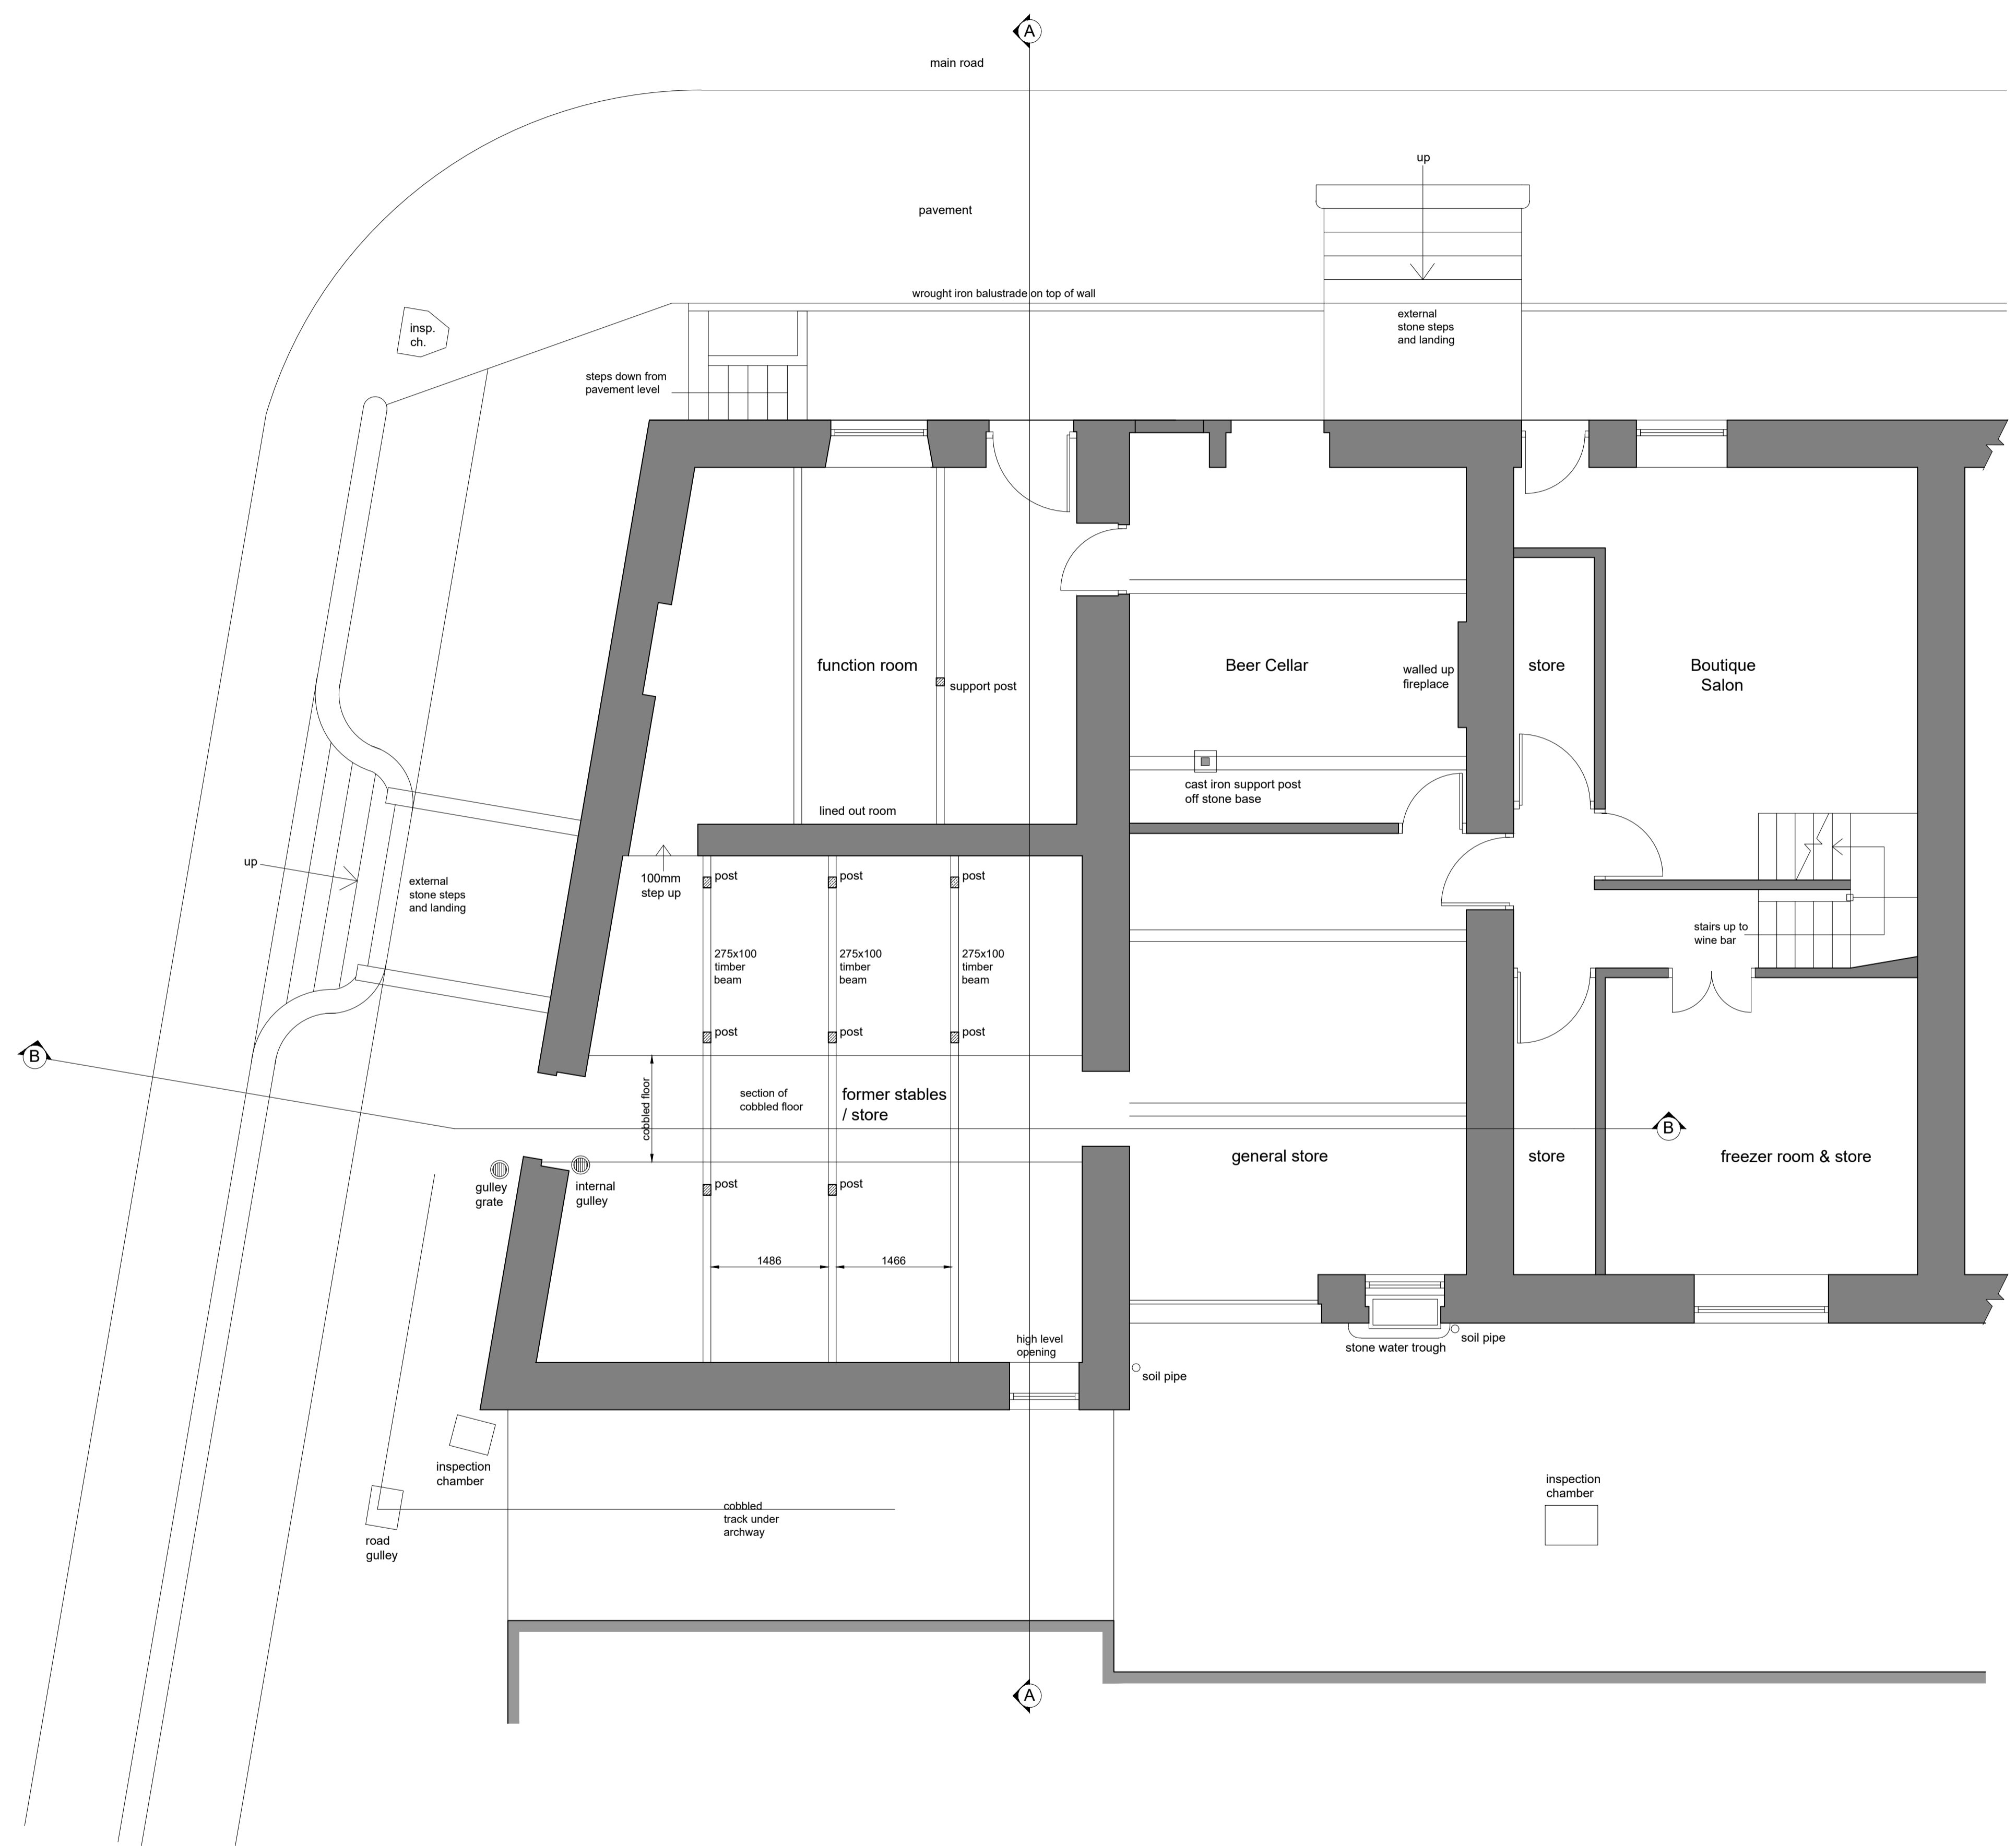 A
main road
up
pavement
wrought iron balustrade on top of wall
external
stone steps
and landing
insp.
ch.
steps down from
pavement level
function room
support post
Beer Cellar
walled up
fireplace
store
Boutique
Salon
cast iron support post
off stone base
lined out room
up
external
stone steps
and landing
100mm
step up
post
post
post
stairs up to
wine bar
275x100
timber
beam
275x100
timber
beam
275x100
timber
beam
post
post
post
B
cobbled floor
section of
cobbled floor
former stables
/ store
B
general store
store
freezer room & store
gulley
grate
internal
gulley
post
post
1486
1466
high level
opening
soil pipe
stone water trough
soil pipe
inspection
chamber
inspection
chamber
cobbled
track under
archway
road
gulley
A